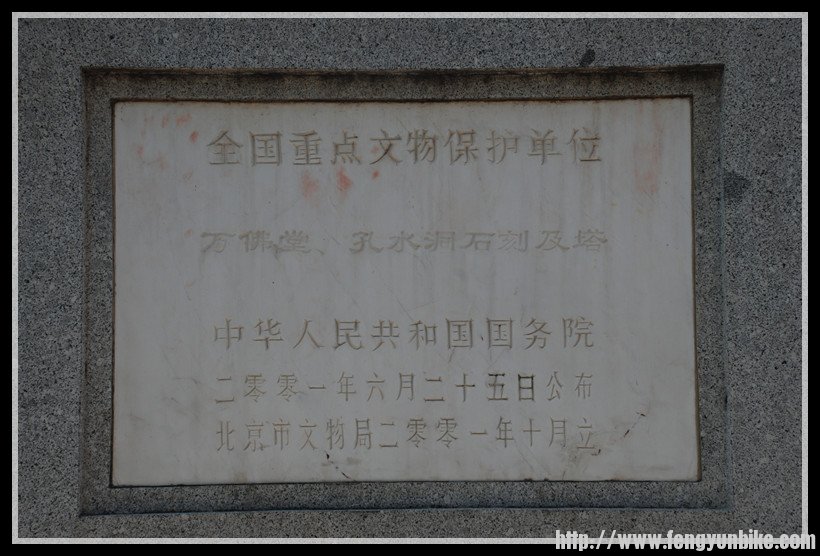 全国重点文物保护单位
万佛堂、孔水洞石刻及塔
中华人民共和国国务院
二零零一年六月二十五日公布
北京市文物局二零零一年十月立
http://www.fengyunbike.com